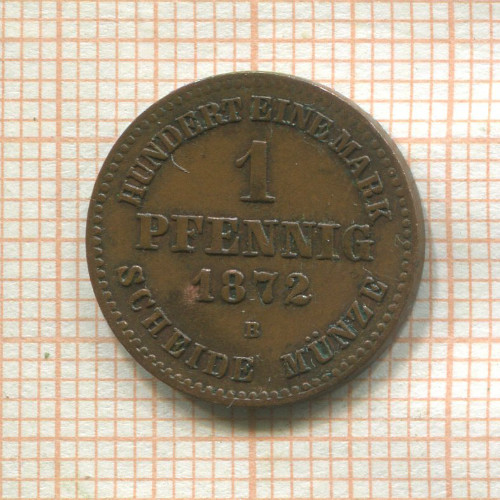 HUNDERT EINE MARK
1
PFENNIG
1872
B
SCHEIDE MÜNZE